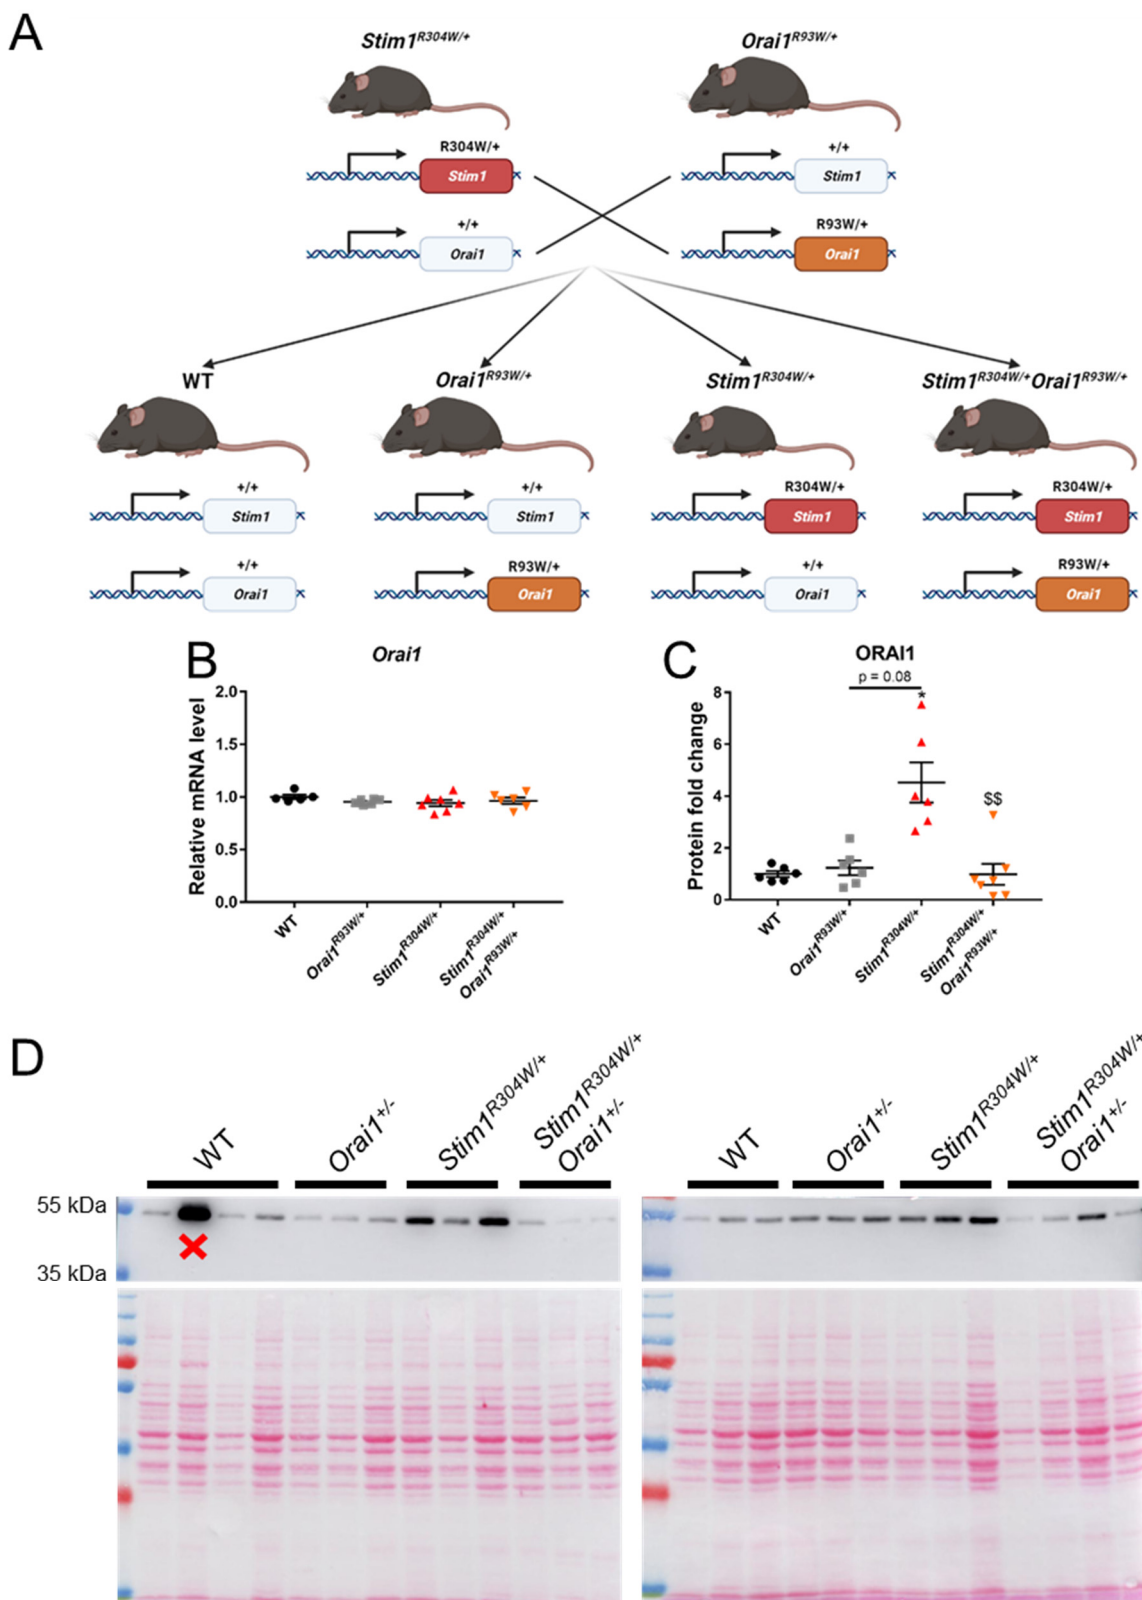 A
Stim1R304W/+
Orai1R93W/+
R304W/+
Stim1
+/+
Stim1
+/+
Orai1
R93W/+
Orai1
WT
Orai1R93W/+
Stim1R304W/+
Stim1R304W/+Orai1R93W/+
+/+
Stim1
+/+
Stim1
R304W/+
Stim1
R304W/+
Stim1
+/+
Orai1
R93W/+
Orai1
+/+
Orai1
R93W/+
Orai1
B
Orai1
Relative mRNA level
2.0
1.5
1.0
0.5
0.0
WT
Orai1R93W/+
Stim1R304W/+
Stim1R304W/+
Orai1R93W/+
C
ORAI1
p = 0.08
*
$$
Protein fold change
8
6
4
2
0
WT
Orai1R93W/+
Stim1R304W/+
Stim1R304W/+
Orai1R93W/+
D
WT
Orai1+/-
Stim1R304W/+
Stim1R304W/+
Orai1+/-
WT
Orai1+/-
Stim1R304W/+
Stim1R304W/+
Orai1+/-
55 kDa
35 kDa